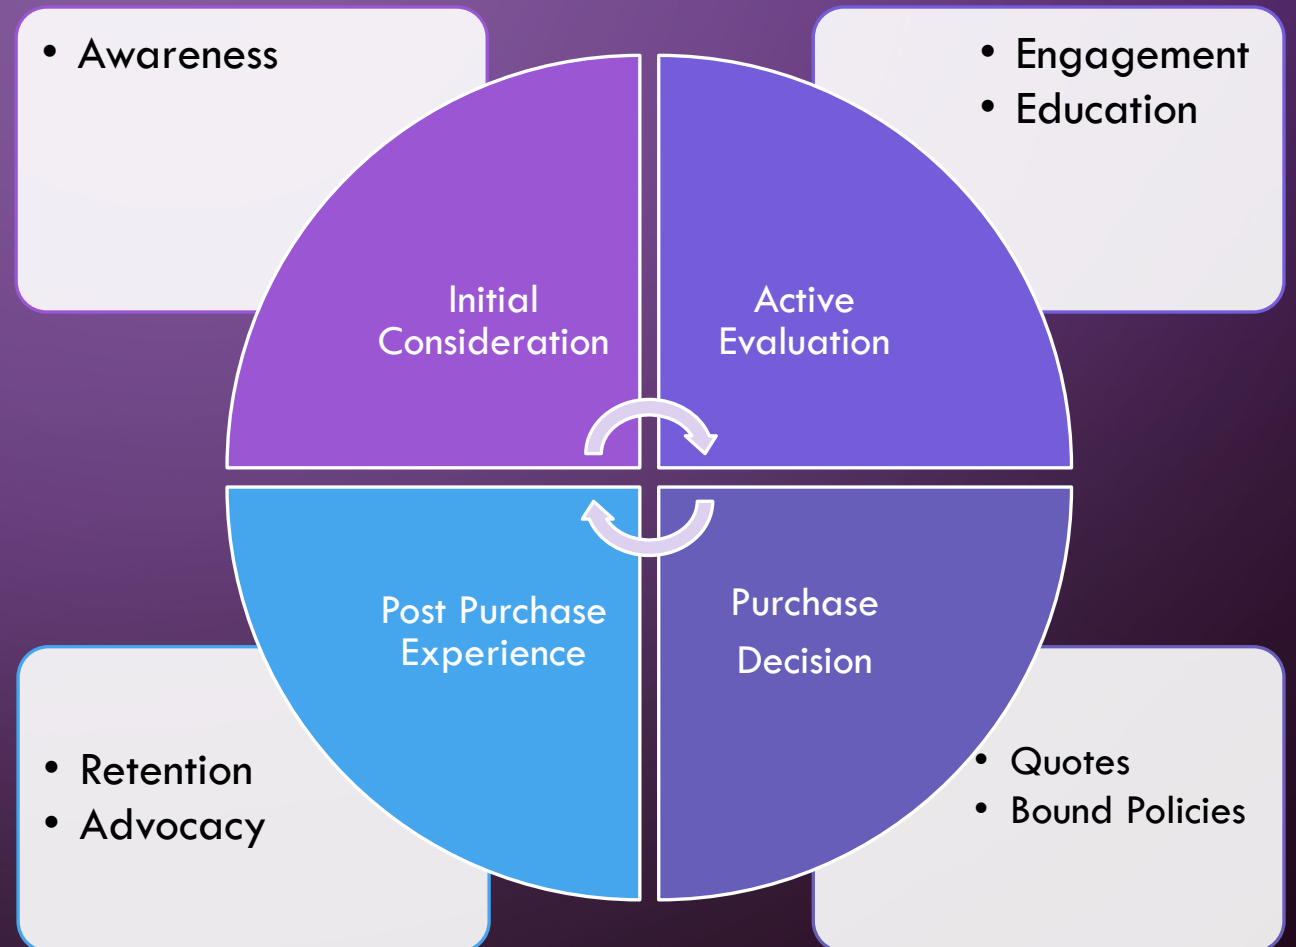 • Awareness
• Engagement
• Education
Initial
Consideration
Active
Evaluation
Post Purchase
Experience
Purchase
Decision
• Retention
• Advocacy
• Quotes
• Bound Policies